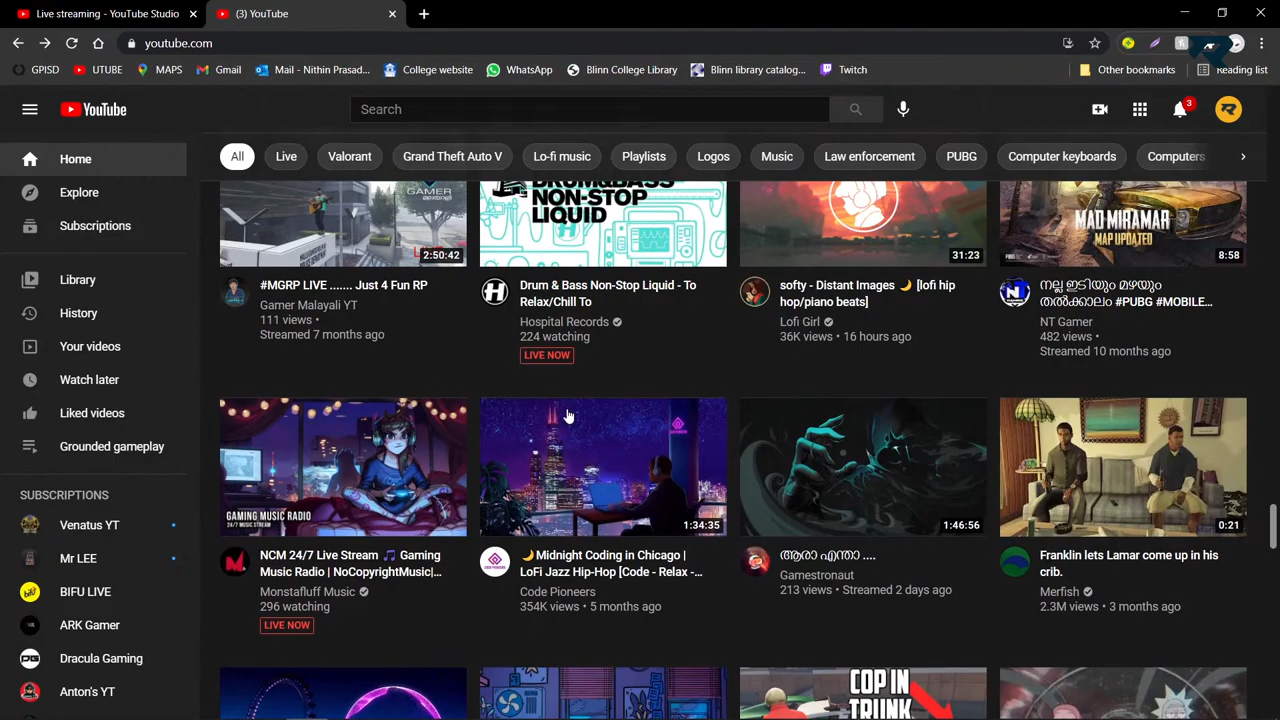 Live streaming - YouTube Studio
(3) YouTube
youtube.com
GPISD
UTUBE
MAPS
Gmail
Mail - Nithin Prasad...
College website
WhatsApp
Blinn College Library
Blinn library catalog...
Twitch
Other bookmarks
Reading list
YouTube
Search
3
Home
Explore
Subscriptions
Library
History
Your videos
Watch later
Liked videos
Grounded gameplay
SUBSCRIPTIONS
Venatus YT
Mr LEE
BIFU LIVE
ARK Gamer
Dracula Gaming
Anton's YT
All
Live
Valorant
Grand Theft Auto V
Lo-fi music
Playlists
Logos
Music
Law enforcement
PUBG
Computer keyboards
Computers
GAMER
2:50:42
#MGRP LIVE ....... Just 4 Fun RP
Gamer Malayali YT
111 views •
Streamed 7 months ago
DRUM&BASS
NON-STOP
LIQUID
Drum & Bass Non-Stop Liquid - To
Relax/Chill To
Hospital Records
224 watching
LIVE NOW
31:23
softy - Distant Images 🌙 [lofi hip
hop/piano beats]
Lofi Girl
36K views • 16 hours ago
MAD MIRAMAR
MAP UPDATED
8:58
നല്ല ഇടിയും മഴയും
തൽക്കാലം #PUBG #MOBILE...
NT Gamer
482 views •
Streamed 10 months ago
GAMING MUSIC RADIO
24/7 MUSIC STREAM
NCM 24/7 Live Stream 🎵 Gaming
Music Radio | NoCopyrightMusic|...
Monstafluff Music
296 watching
LIVE NOW
1:34:35
🌙Midnight Coding in Chicago |
LoFi Jazz Hip-Hop [Code - Relax -...
Code Pioneers
354K views • 5 months ago
1:46:56
ആരാ എന്താ ....
Gamestronaut
213 views • Streamed 2 days ago
0:21
Franklin lets Lamar come up in his
crib.
Merfish
2.3M views • 3 months ago
COP IN
TRUNK